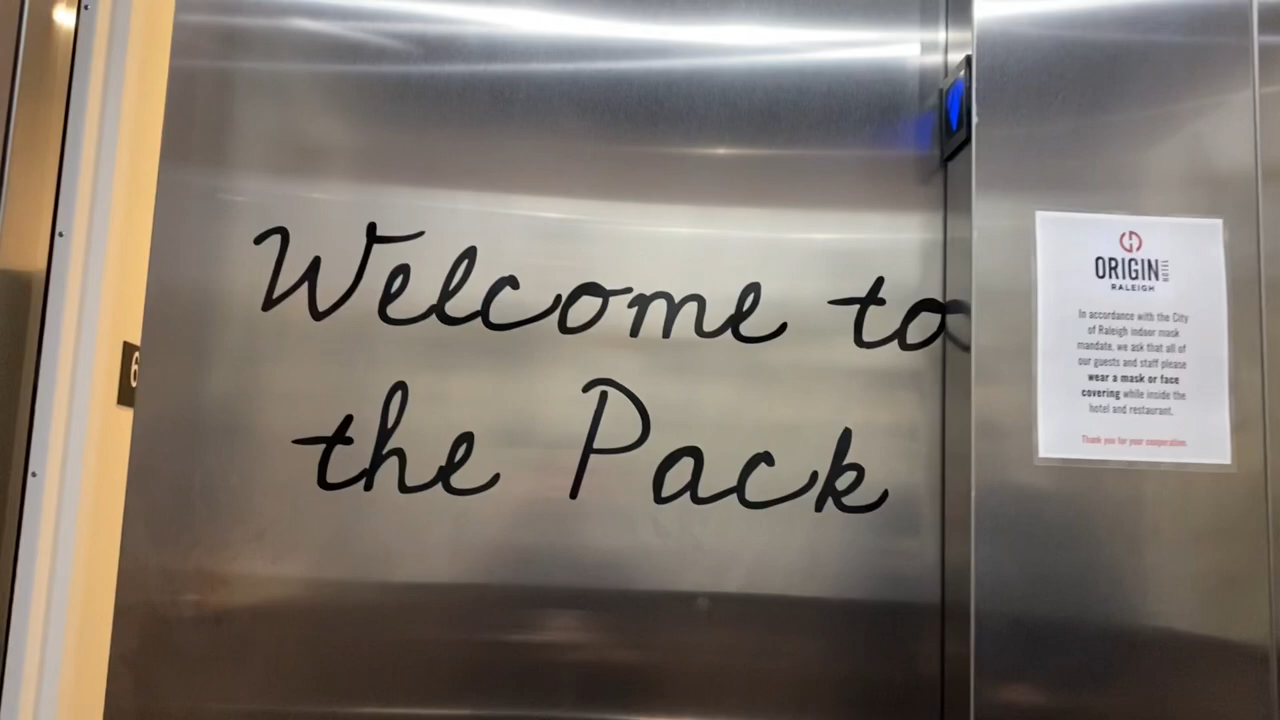 Welcome to
the Pack
6
ORIGIN HOTEL
RALEIGH
In accordance with the City
of Raleigh indoor mask
mandate, we ask that all of
our guests and staff please
wear a mask or face
covering while inside the
hotel and restaurant.
Thank you for your cooperation.